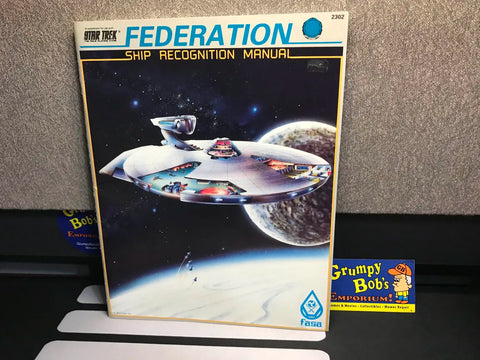 STAR TREK
FEDERATION
2302
SHIP RECOGNITION MANUAL
fasa
Grumpy
Bob's
EMPORIUM
Grumpy
Bob's
EMPORIUM!